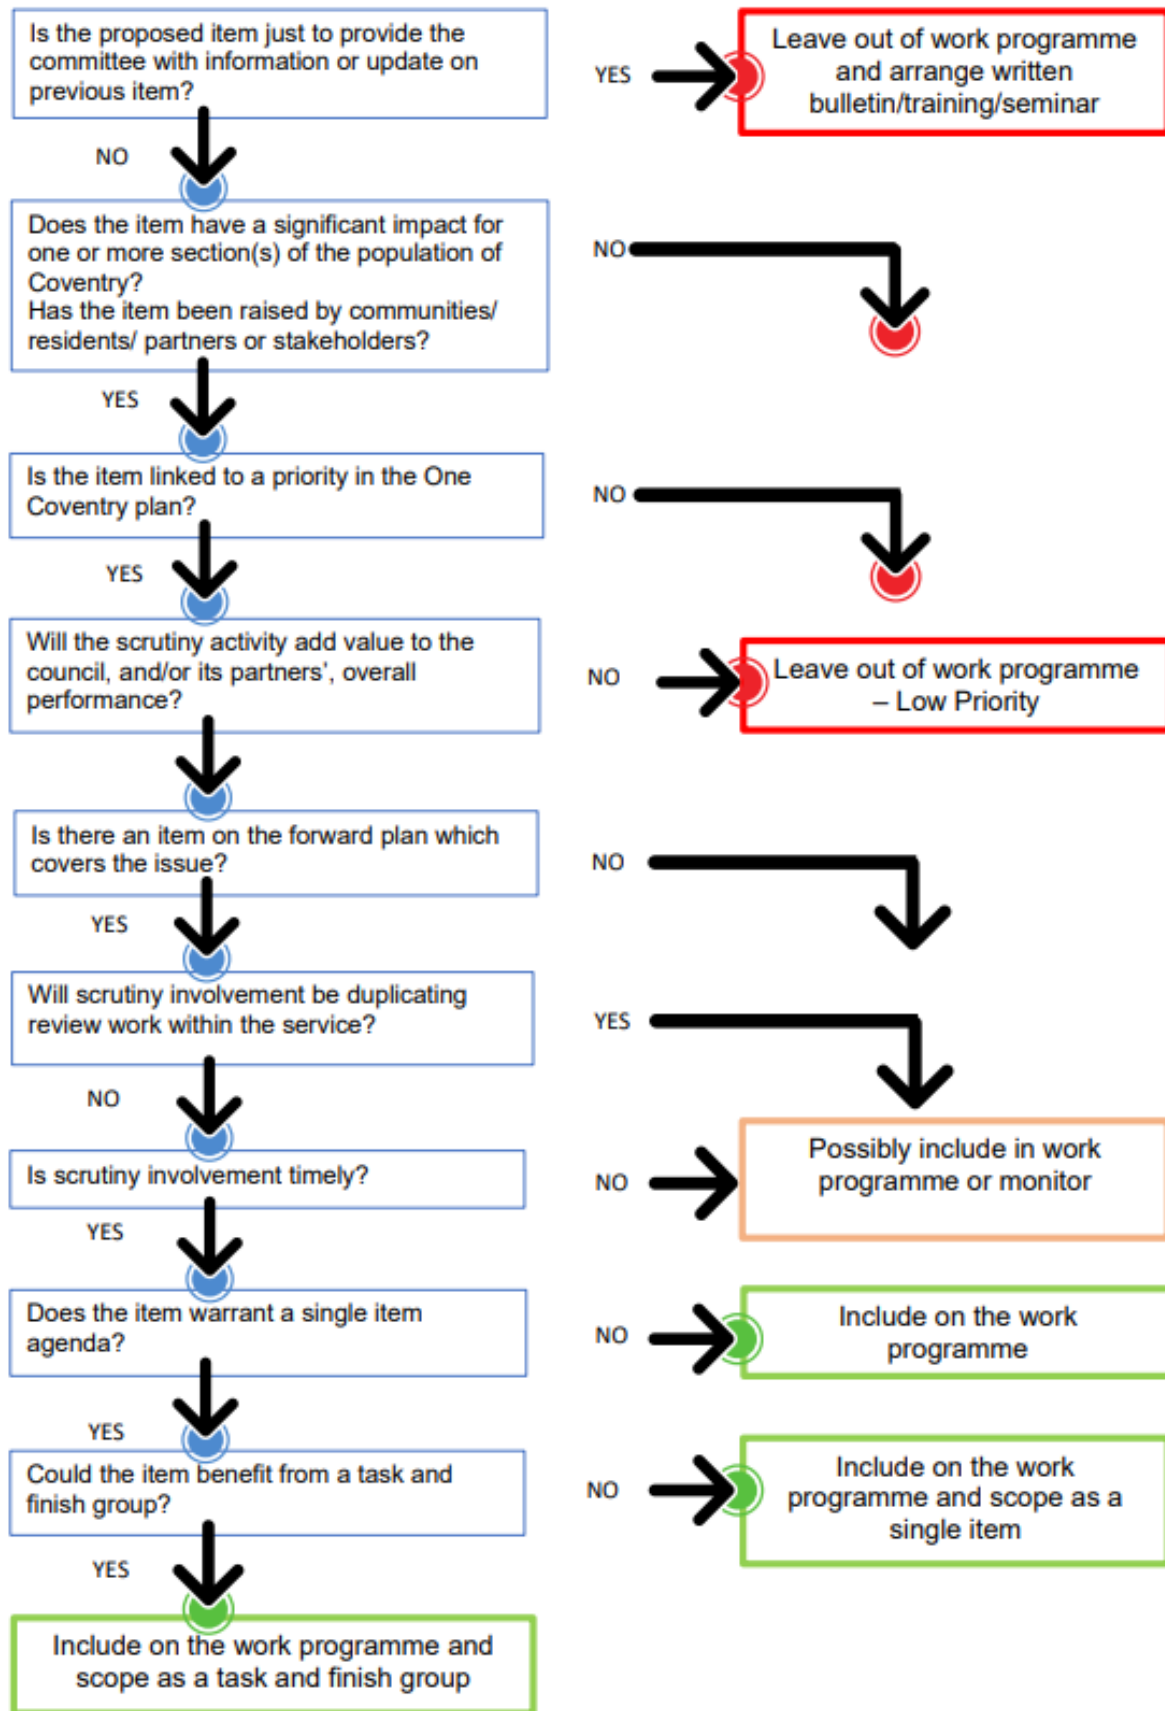 Is the proposed item just to provide the
committee with information or update on
previous item?
YES
Leave out of work programme
and arrange written
bulletin/training/seminar
NO
Does the item have a significant impact for
one or more section(s) of the population of
Coventry?
Has the item been raised by communities/
residents/ partners or stakeholders?
NO
YES
Is the item linked to a priority in the One
Coventry plan?
NO
YES
Will the scrutiny activity add value to the
council, and/or its partners', overall
performance?
NO
Leave out of work programme
– Low Priority
Is there an item on the forward plan which
covers the issue?
NO
YES
Will scrutiny involvement be duplicating
review work within the service?
YES
NO
Is scrutiny involvement timely?
NO
Possibly include in work
programme or monitor
YES
Does the item warrant a single item
agenda?
NO
Include on the work
programme
YES
Could the item benefit from a task and
finish group?
NO
Include on the work
programme and scope as a
single item
YES
Include on the work programme and
scope as a task and finish group